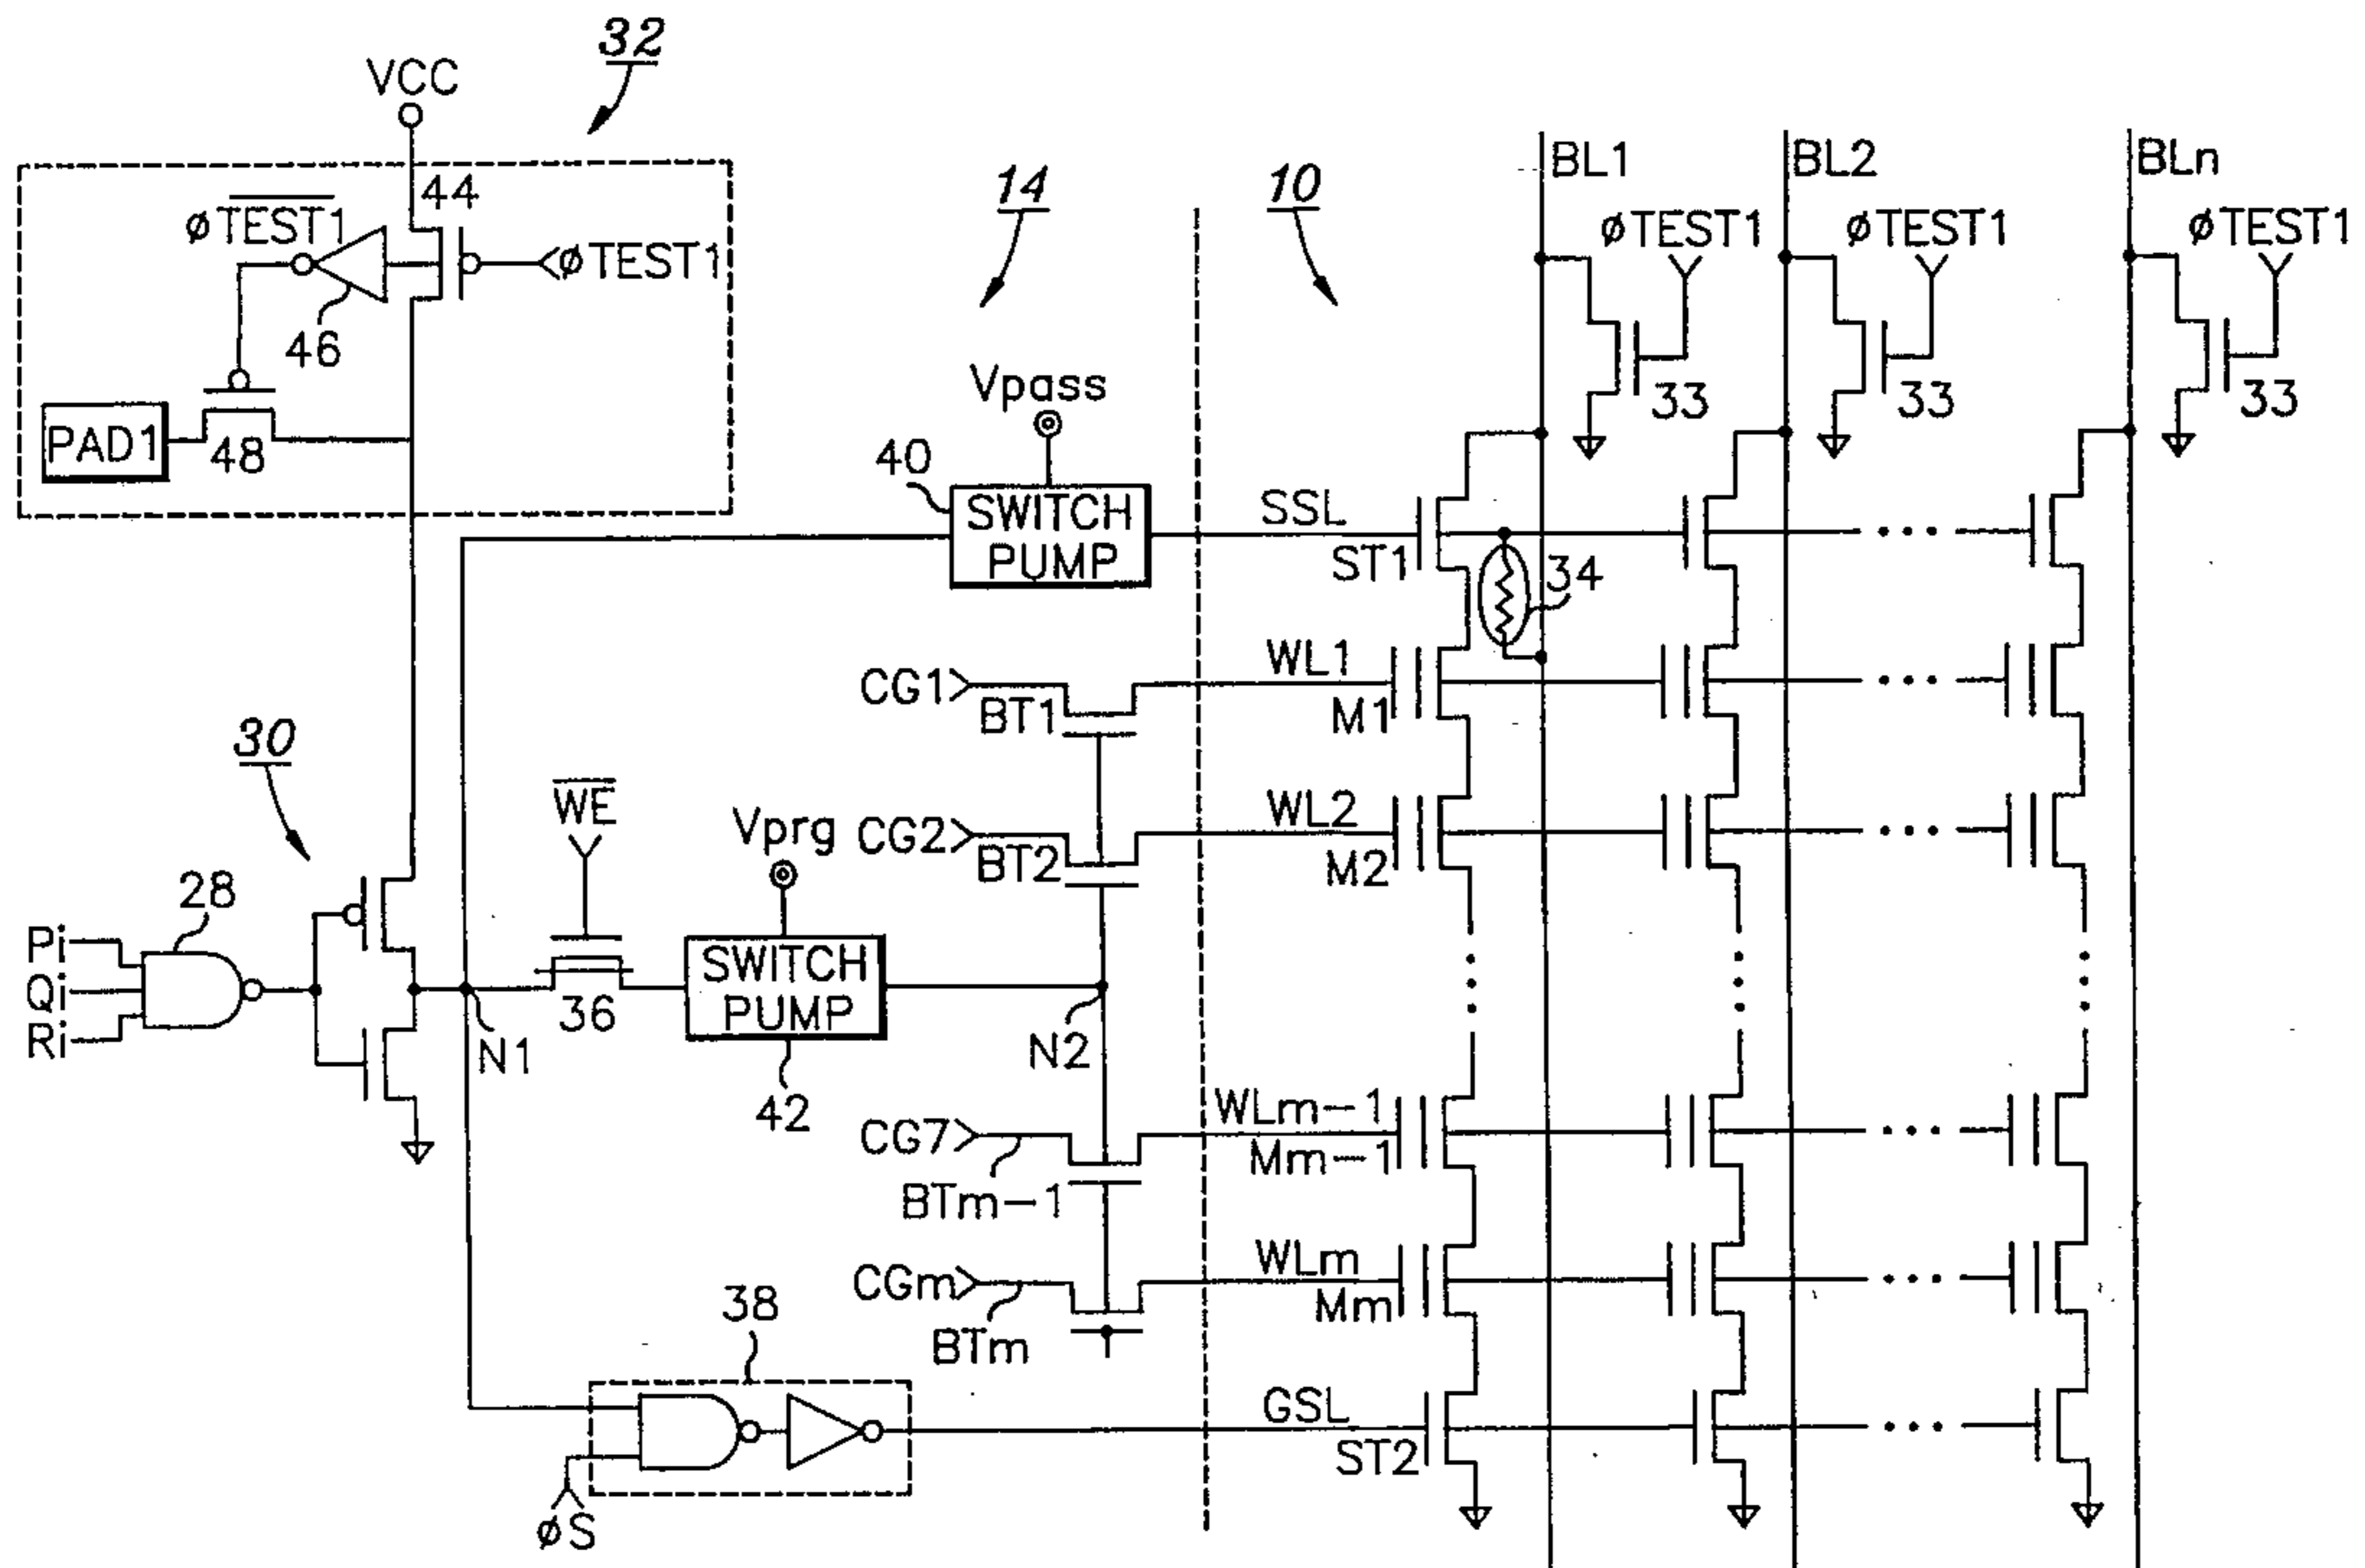 32
VCC
14
10
BL1
BL2
BLn
44
øTEST1
øTEST1
øTEST1
øTEST1
øTEST1
46
33
33
33
Vpass
PAD1
48
40
SWITCH
PUMP
SSL
ST1
34
CG1
BT1
WL1
M1
30
WE
Vprg
CG2
BT2
WL2
M2
28
Pi
Qi
Ri
SWITCH
PUMP
36
N1
N2
42
CG7
BTm-1
WLm-1
Mm-1
CGm
BTm
WLm
Mm
38
GSL
ST2
øS